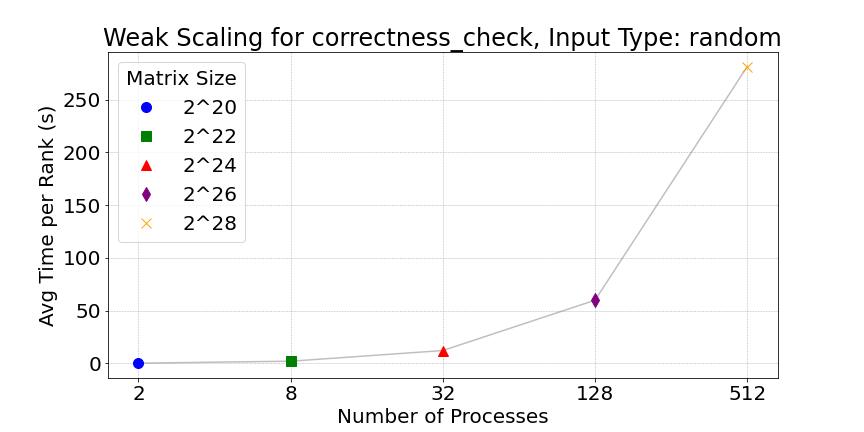 Weak Scaling for correctness_check, Input Type: random
Matrix Size
2^20
2^22
2^24
2^26
2^28
Avg Time per Rank (s)
250
200
150
100
50
0
2 8 32 128 512
Number of Processes